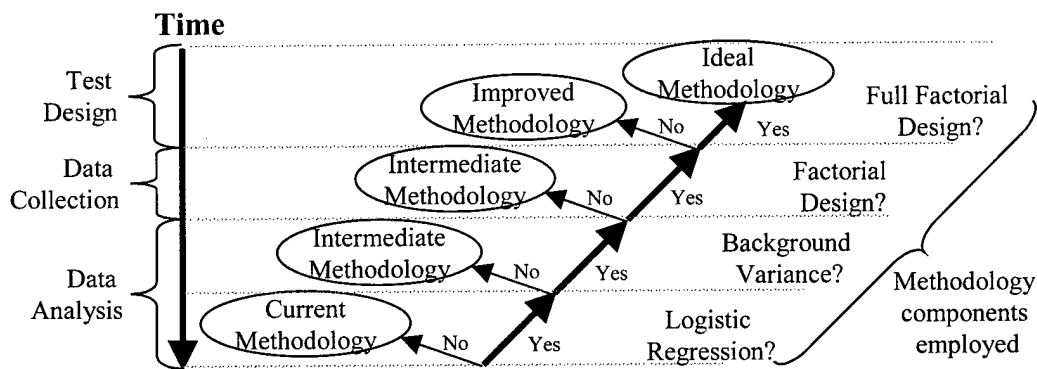 Time
Test
Design
Data
Collection
Data
Analysis
Ideal
Methodology
Improved
Methodology
No
Yes
Full Factorial
Design?
Intermediate
Methodology
No
Yes
Factorial
Design?
Intermediate
Methodology
No
Yes
Background
Variance?
Current
Methodology
No
Yes
Logistic
Regression?
Methodology
components
employed